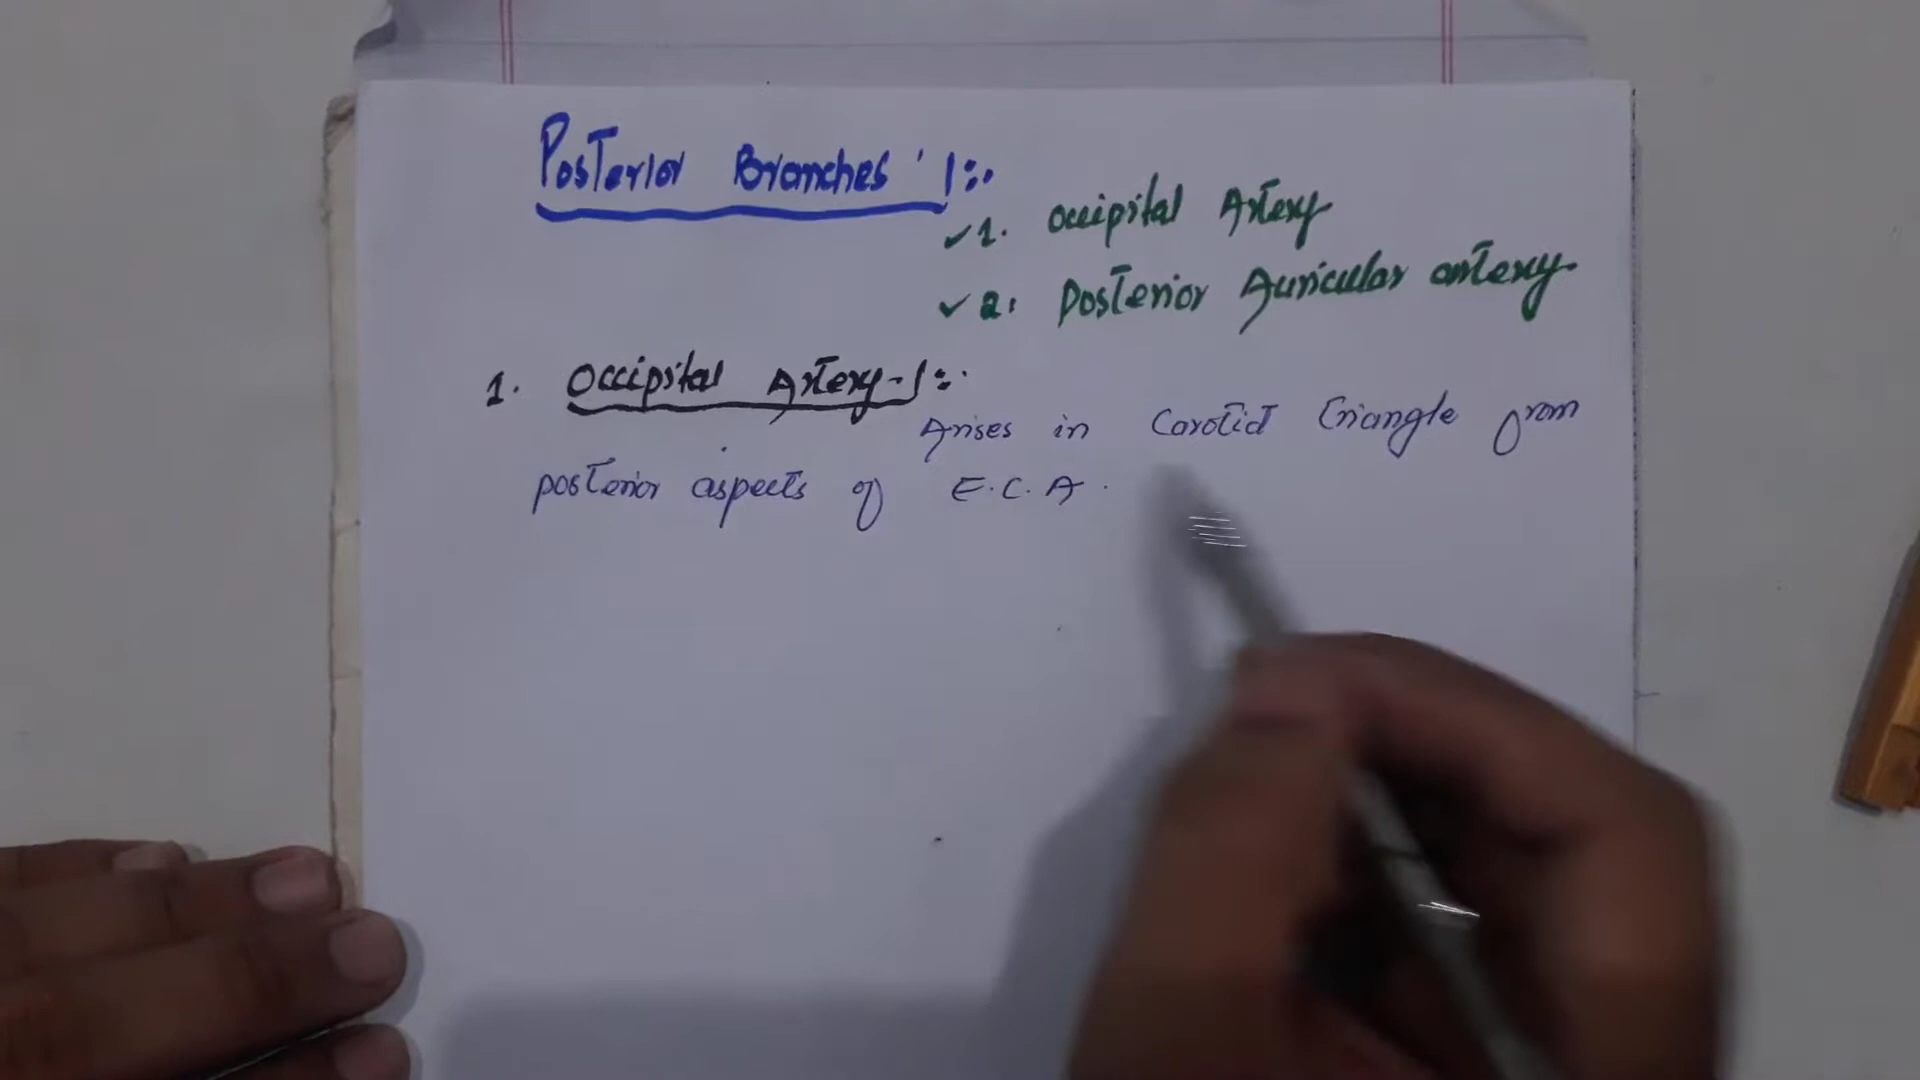 Posterior Branches :-
✓1. Occipital Artery
✓2. Posterior Auricular artery
1. Occipital Artery :-
Arises in Carotid triangle from
posterior aspects of E.C.A.